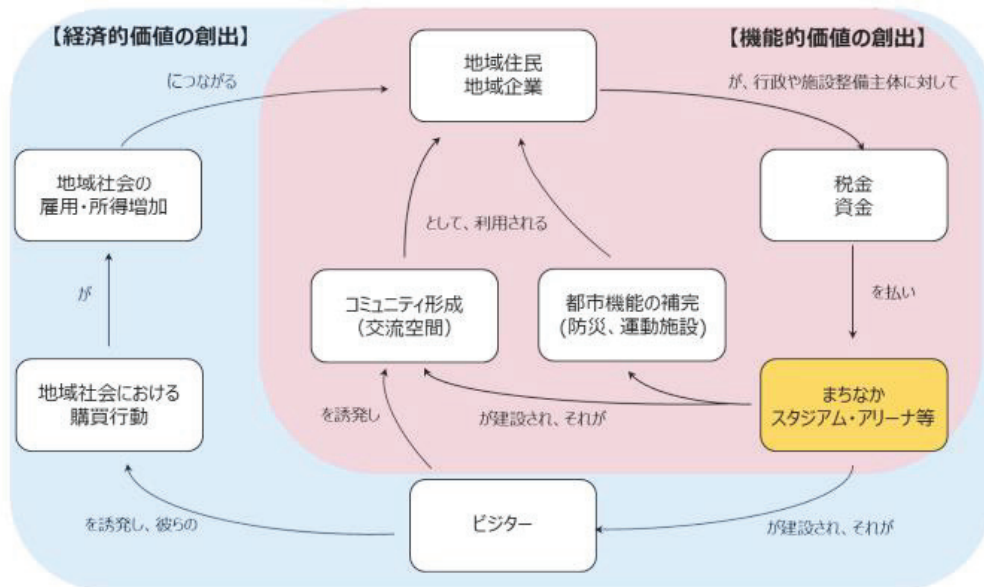 【経済的価値の創出】
【機能的価値の創出】
地域住民
地域企業
につながる
が、行政や施設整備主体に対して
地域社会の
雇用・所得増加
税金
資金
として、利用される
が
を払い
コミュニティ形成
（交流空間）
都市機能の補完
(防災、運動施設)
地域社会における
購買行動
まちなか
スタジアム・アリーナ等
を誘発し
が建設され、それが
ビジター
を誘発し、彼らの
が建設され、それが